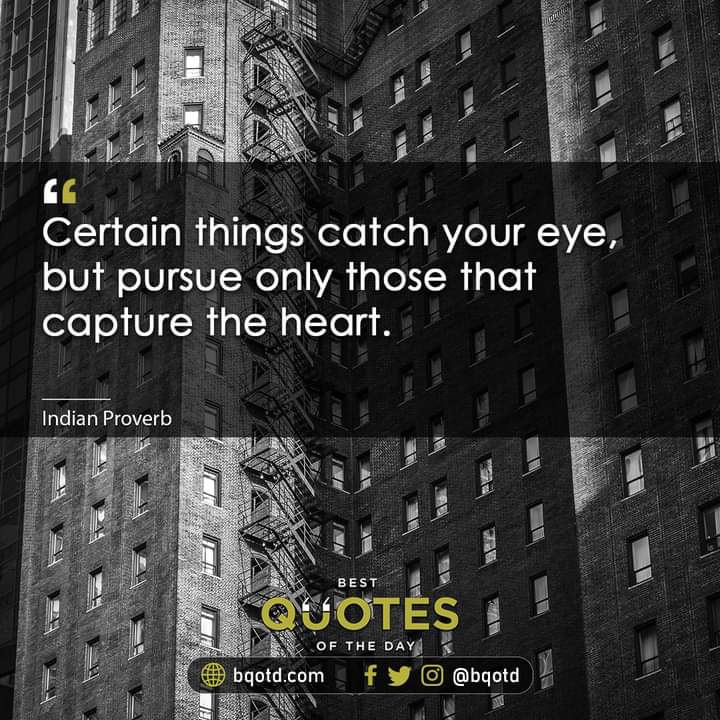 Certain things catch your eye,
but pursue only those that
capture the heart.
Indian Proverb
BEST
QUOTES
OF THE DAY
bqotd.com @bqotd